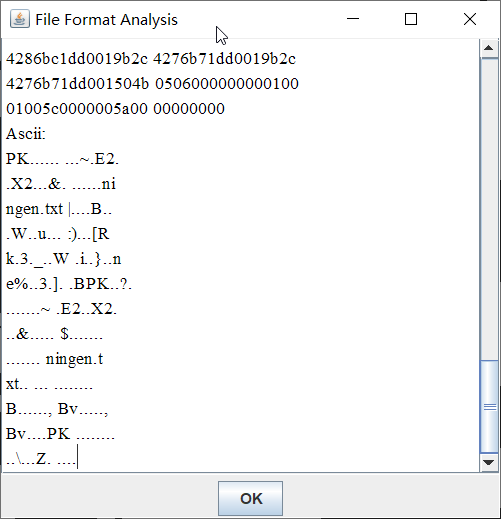 File Format Analysis
4286bc1dd0019b2c 4276b71dd0019b2c
4276b71dd001504b 0506000000000100
01005c0000005a00 00000000
Ascii:
PK...... ...~.E2.
.X2...&. ......ni
ngen.txt |....B..
.W..u... :)...[R
k.3._..W .i..}..n
e%..3.]. .BPK..?.
.......~ .E2..X2.
..&..... $.......
....... ningen.t
xt.. ... ........
B......, Bv.....,
Bv....PK ........
..\...Z. ....
OK